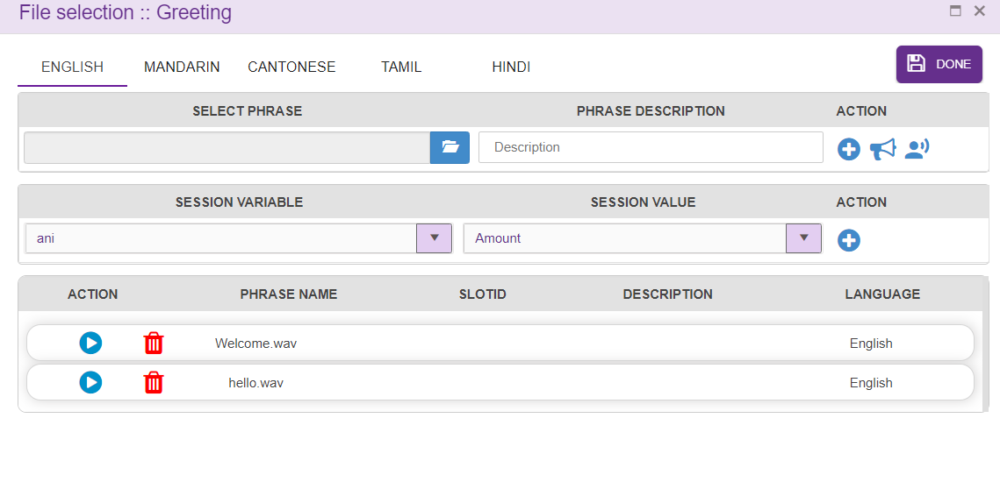 File selection :: Greeting
ENGLISH MANDARIN CANTONESE TAMIL HINDI DONE
SELECT PHRASE PHRASE DESCRIPTION ACTION
Description
SESSION VARIABLE SESSION VALUE ACTION
ani Amount
ACTION PHRASE NAME SLOTID DESCRIPTION LANGUAGE
Welcome.wav English
hello.wav English